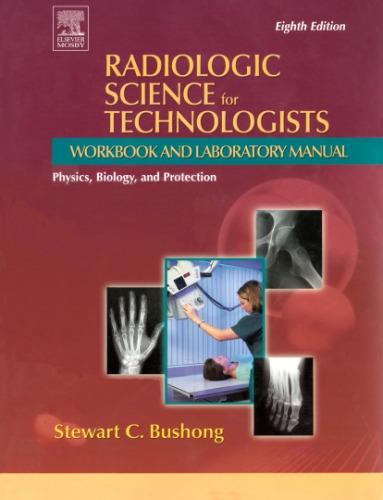 ELSEVIER
MOSBY
Eighth Edition
RADIOLOGIC
SCIENCE for
TECHNOLOGISTS
WORKBOOK AND LABORATORY MANUAL
Physics, Biology, and Protection
Stewart C. Bushong